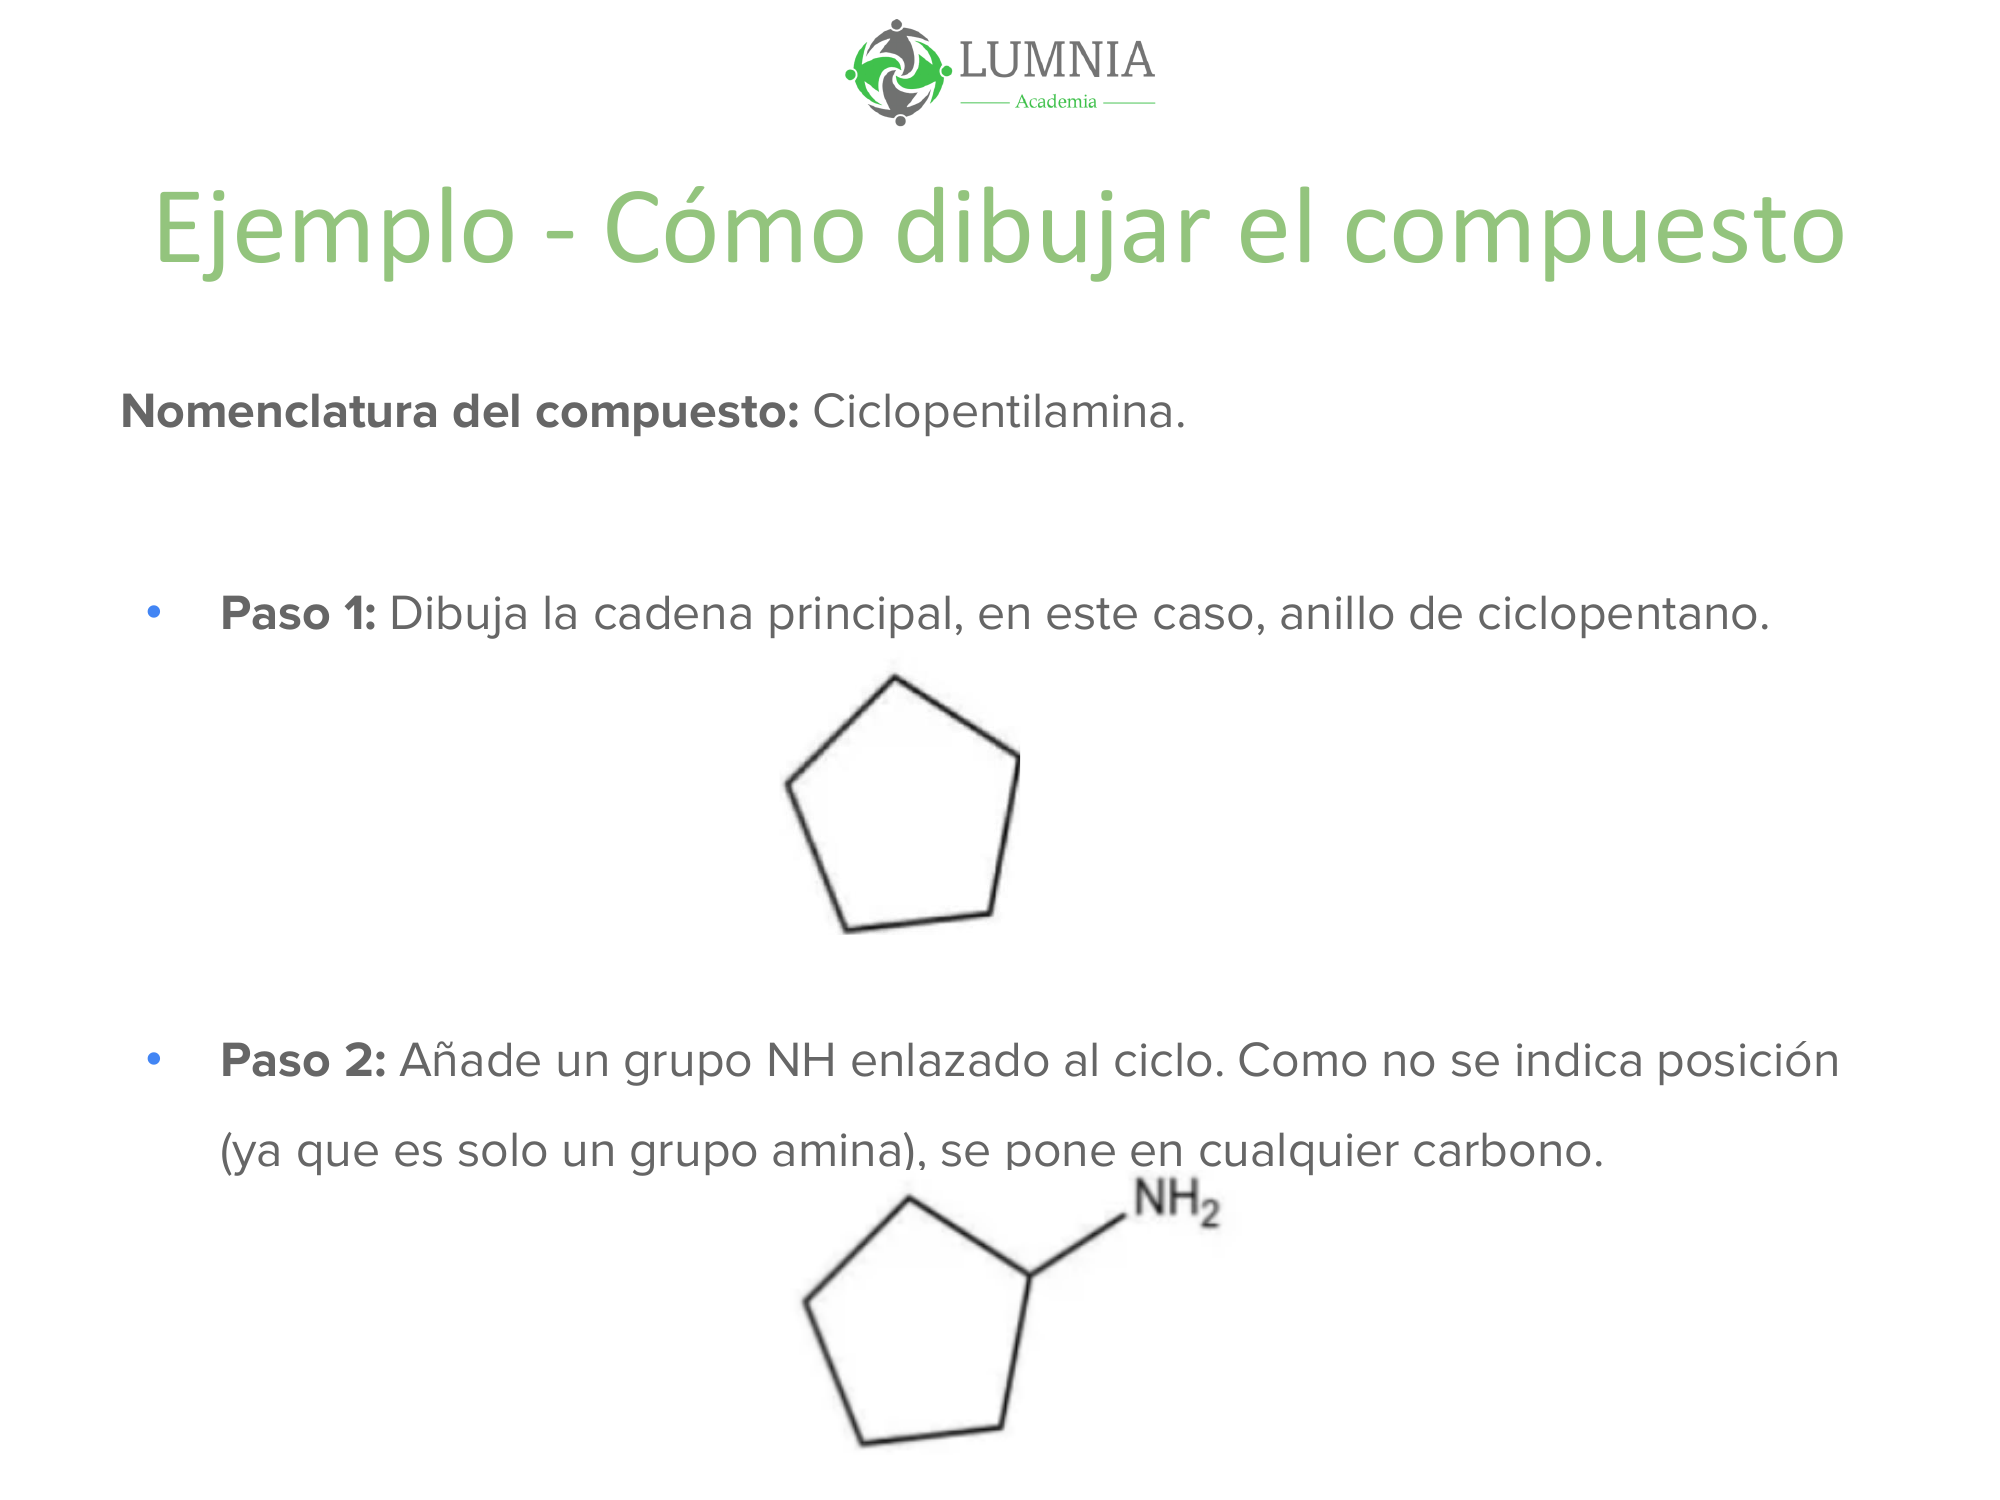 LUMNIA
Academia
Ejemplo - Cómo dibujar el compuesto
Nomenclatura del compuesto: Ciclopentilamina.
• Paso 1: Dibuja la cadena principal, en este caso, anillo de ciclopentano.
• Paso 2: Añade un grupo NH enlazado al ciclo. Como no se indica posición
(ya que es solo un grupo amina), se pone en cualquier carbono.
NH₂